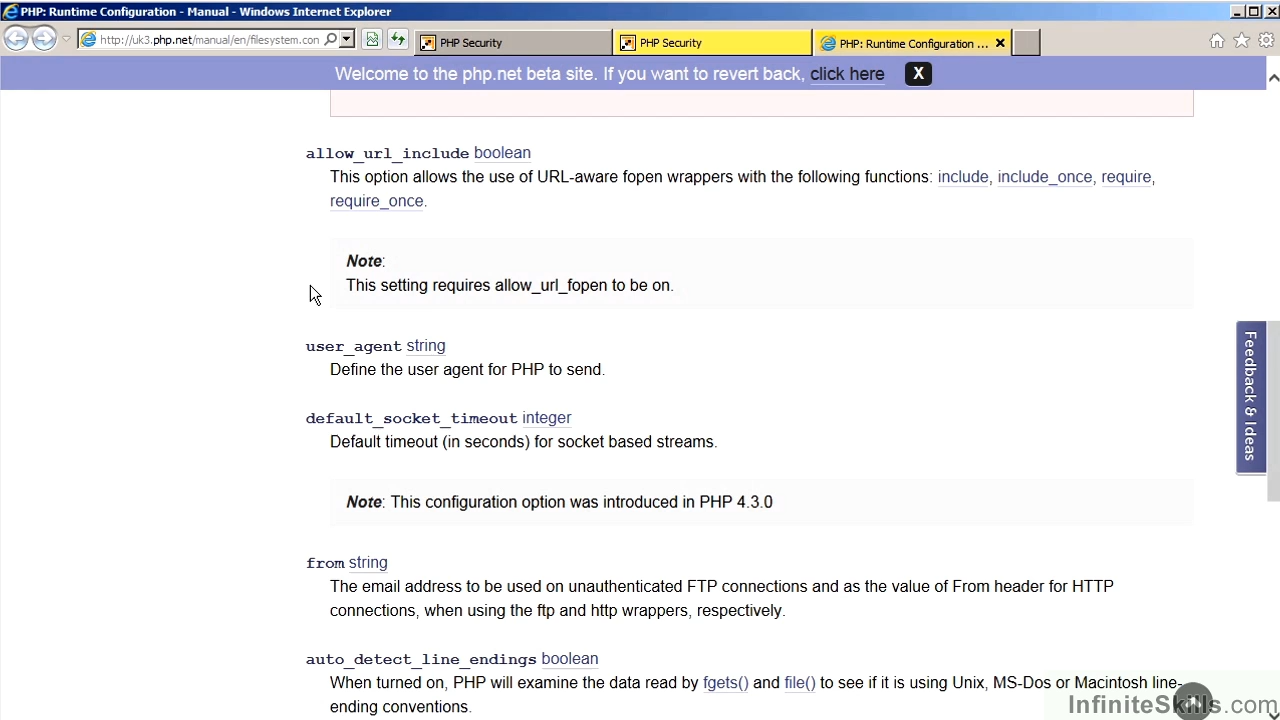 PHP: Runtime Configuration - Manual - Windows Internet Explorer
http://uk3.php.net/manual/en/filesystem.con
PHP Security
PHP Security
PHP: Runtime Configuration ...
Welcome to the php.net beta site. If you want to revert back, click here X
allow_url_include boolean
This option allows the use of URL-aware fopen wrappers with the following functions: include, include_once, require,
require_once.
Note:
This setting requires allow_url_fopen to be on.
user_agent string
Define the user agent for PHP to send.
default_socket_timeout integer
Default timeout (in seconds) for socket based streams.
Note: This configuration option was introduced in PHP 4.3.0
from string
The email address to be used on unauthenticated FTP connections and as the value of From header for HTTP
connections, when using the ftp and http wrappers, respectively.
auto_detect_line_endings boolean
When turned on, PHP will examine the data read by fgets() and file() to see if it is using Unix, MS-Dos or Macintosh line-
ending conventions.
Feedback & Ideas
InfiniteSkills.com